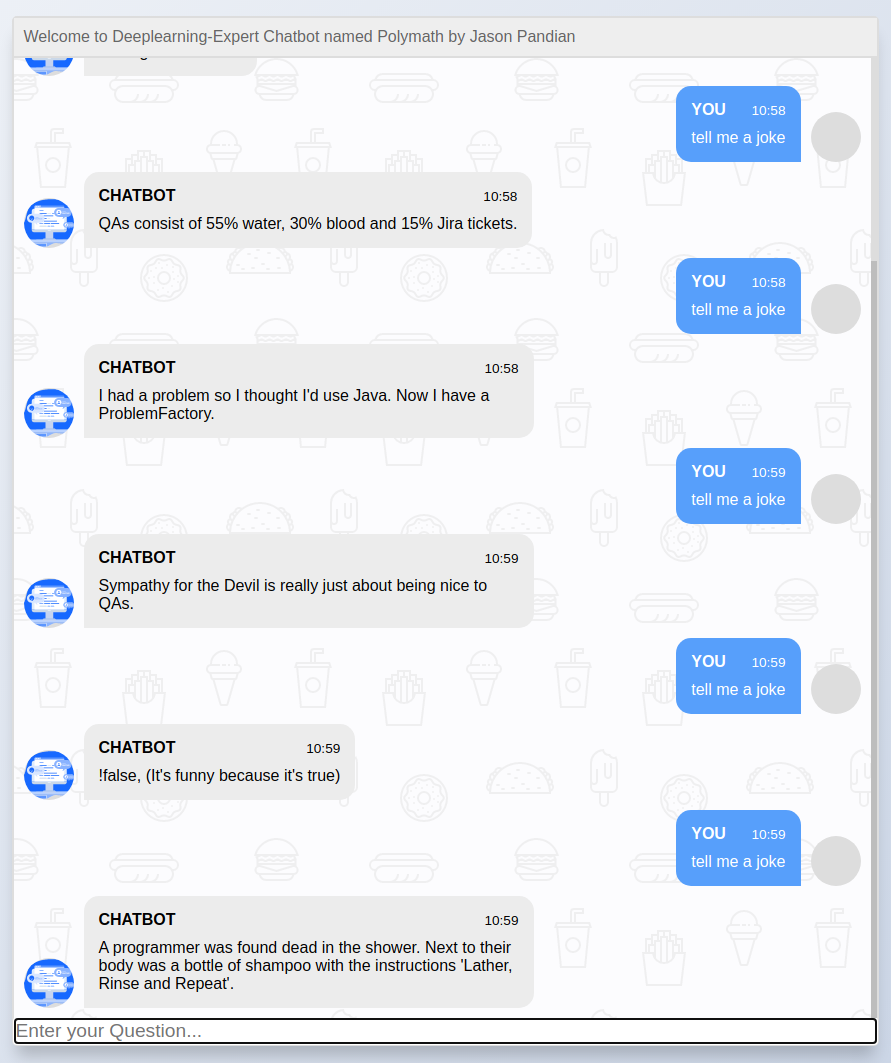 Welcome to Deeplearning-Expert Chatbot named Polymath by Jason Pandian
YOU 10:58
tell me a joke
CHATBOT 10:58
QAs consist of 55% water, 30% blood and 15% Jira tickets.
YOU 10:58
tell me a joke
CHATBOT 10:58
I had a problem so I thought I'd use Java. Now I have a
ProblemFactory.
YOU 10:59
tell me a joke
CHATBOT 10:59
Sympathy for the Devil is really just about being nice to
QAs.
YOU 10:59
tell me a joke
CHATBOT 10:59
!false, (It's funny because it's true)
YOU 10:59
tell me a joke
CHATBOT 10:59
A programmer was found dead in the shower. Next to their
body was a bottle of shampoo with the instructions 'Lather,
Rinse and Repeat'.
Enter your Question...